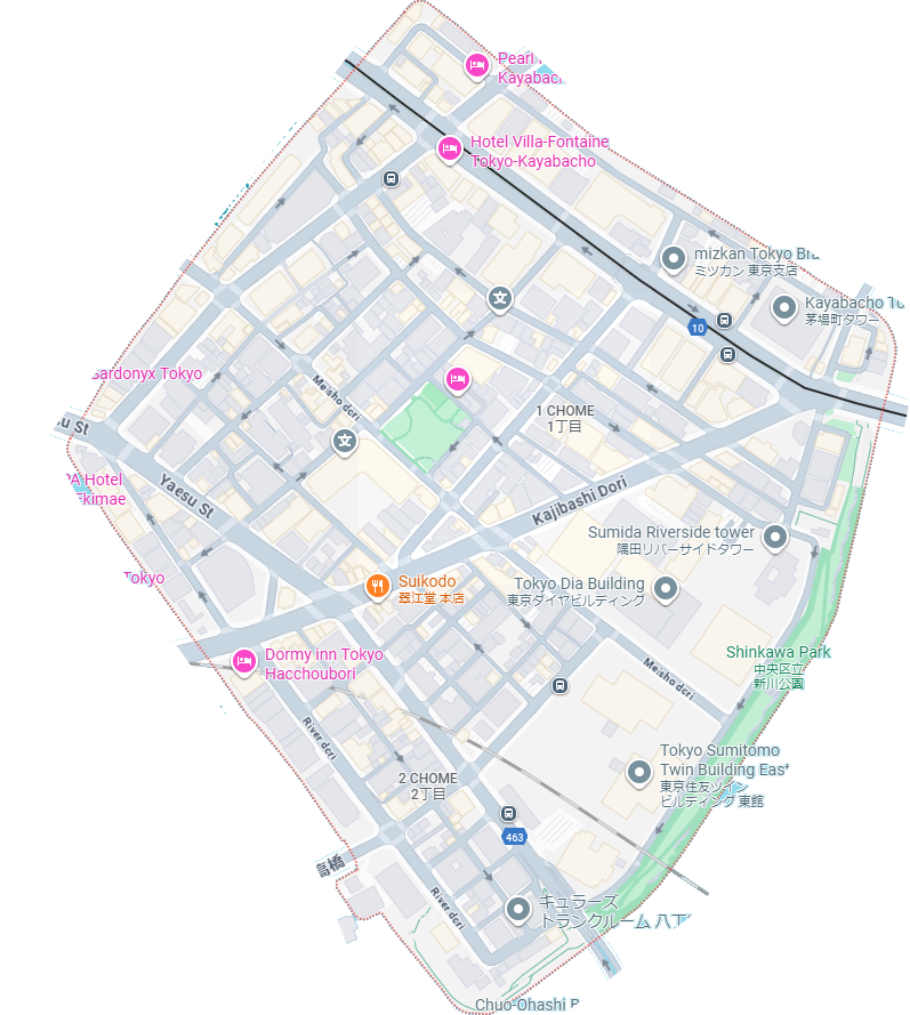 Pearl
Kayabac
Hotel Villa-Fontaine
Tokyo-Kayabacho
mizkan Tokyo Br
ミツカン 東京支店
Kayabacho To
茅場町タワー
10
ardonyx Tokyo
Meisho dori
1 CHOME
1丁目
u St
PA Hotel
Ekimae
Yaesu St
Kajibashi Dori
Sumida Riverside tower
隅田リバーサイドタワー
Tokyo
Suikodo
翠江堂 本店
Tokyo Dia Building
東京ダイヤビルディング
Dormy inn Tokyo
Hacchoubori
Shinkawa Park
中央区立
新川公園
Meisho dori
River dori
Tokyo Sumitomo
Twin Building East
東京住友ツイン
ビルディング 東館
2 CHOME
2丁目
463
高橋
River dori
キュラーズ
トランクルーム 八丁
Chuo-Ohashi
文
文